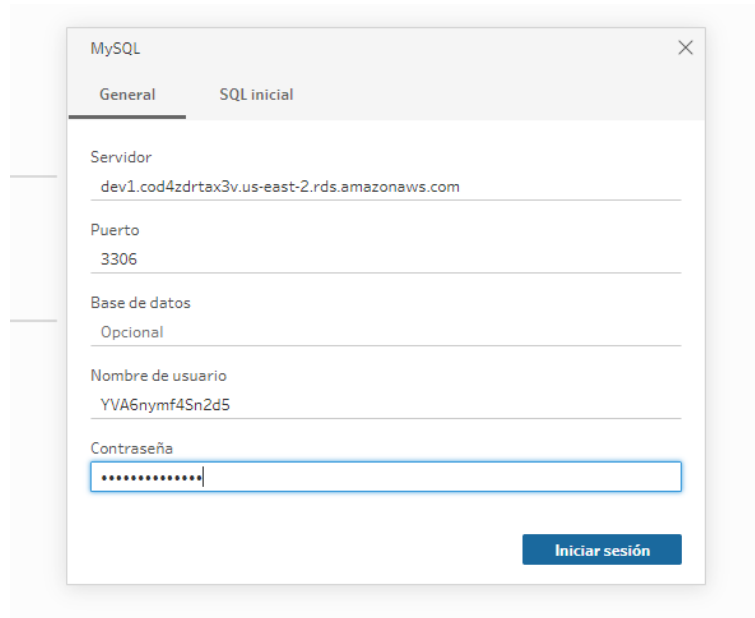 MySQL
General SQL inicial
Servidor
dev1.cod4zdrtax3v.us-east-2.rds.amazonaws.com
Puerto
3306
Base de datos
Opcional
Nombre de usuario
YVA6nymf4Sn2d5
Contraseña
••••••••••••••
Iniciar sesión